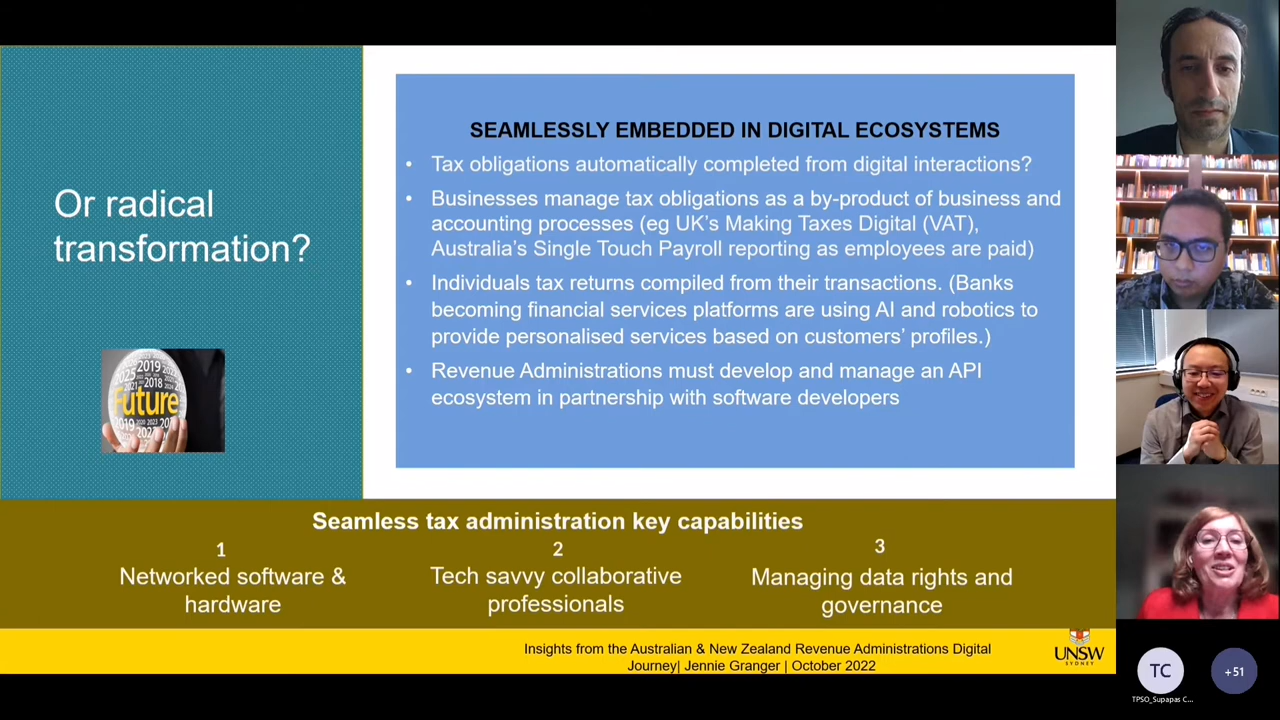 Or radical
transformation?
2025
2019
2018
2021
Future
2019
2023
SEAMLESSLY EMBEDDED IN DIGITAL ECOSYSTEMS
• Tax obligations automatically completed from digital interactions?
• Businesses manage tax obligations as a by-product of business and
accounting processes (eg UK's Making Taxes Digital (VAT),
Australia's Single Touch Payroll reporting as employees are paid)
• Individuals tax returns compiled from their transactions. (Banks
becoming financial services platforms are using AI and robotics to
provide personalised services based on customers' profiles.)
• Revenue Administrations must develop and manage an API
ecosystem in partnership with software developers
Seamless tax administration key capabilities
1
Networked software &
hardware
2
Tech savvy collaborative
professionals
3
Managing data rights and
governance
Insights from the Australian & New Zealand Revenue Administrations Digital
Journey| Jennie Granger | October 2022
UNSW
SYDNEY
TC
TPSO_Supapas C...
+51